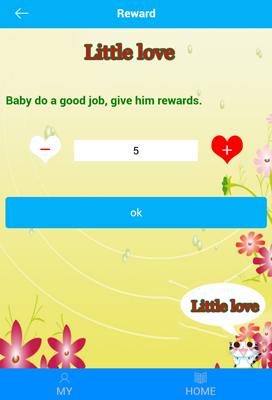 Reward
Little love
Baby do a good job, give him rewards.
− 5 +
ok
Little love
MY HOME